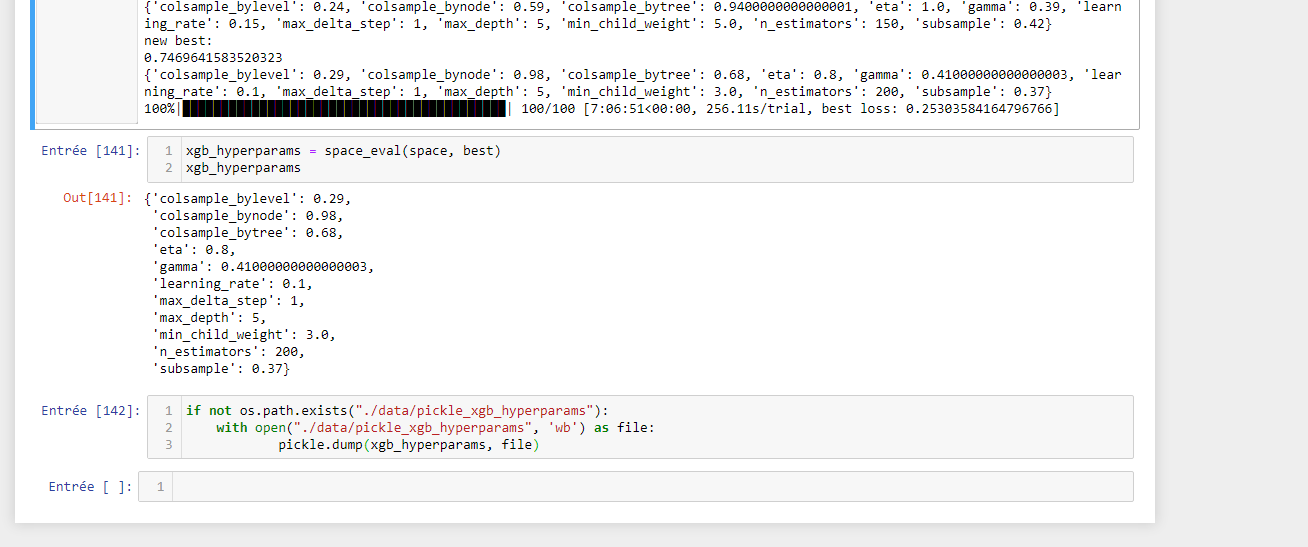 {'colsample_bylevel': 0.24, 'colsample_bynode': 0.59, 'colsample_bytree': 0.9400000000000001, 'eta': 1.0, 'gamma': 0.39, 'learn
ing_rate': 0.15, 'max_delta_step': 1, 'max_depth': 5, 'min_child_weight': 5.0, 'n_estimators': 150, 'subsample': 0.42}
new best:
0.7469641583520323
{'colsample_bylevel': 0.29, 'colsample_bynode': 0.98, 'colsample_bytree': 0.68, 'eta': 0.8, 'gamma': 0.41000000000000003, 'lear
ning_rate': 0.1, 'max_delta_step': 1, 'max_depth': 5, 'min_child_weight': 3.0, 'n_estimators': 200, 'subsample': 0.37}
100%| | 100/100 [7:06:51<00:00, 256.11s/trial, best loss: 0.25303584164796766]
Entrée [141]: 1 xgb_hyperparams = space_eval(space, best)
2 xgb_hyperparams
Out[141]: {'colsample_bylevel': 0.29,
'colsample_bynode': 0.98,
'colsample_bytree': 0.68,
'eta': 0.8,
'gamma': 0.41000000000000003,
'learning_rate': 0.1,
'max_delta_step': 1,
'max_depth': 5,
'min_child_weight': 3.0,
'n_estimators': 200,
'subsample': 0.37}
Entrée [142]: 1 if not os.path.exists("./data/pickle_xgb_hyperparams"):
2 with open("./data/pickle_xgb_hyperparams", 'wb') as file:
3 pickle.dump(xgb_hyperparams, file)
Entrée [ ]: 1